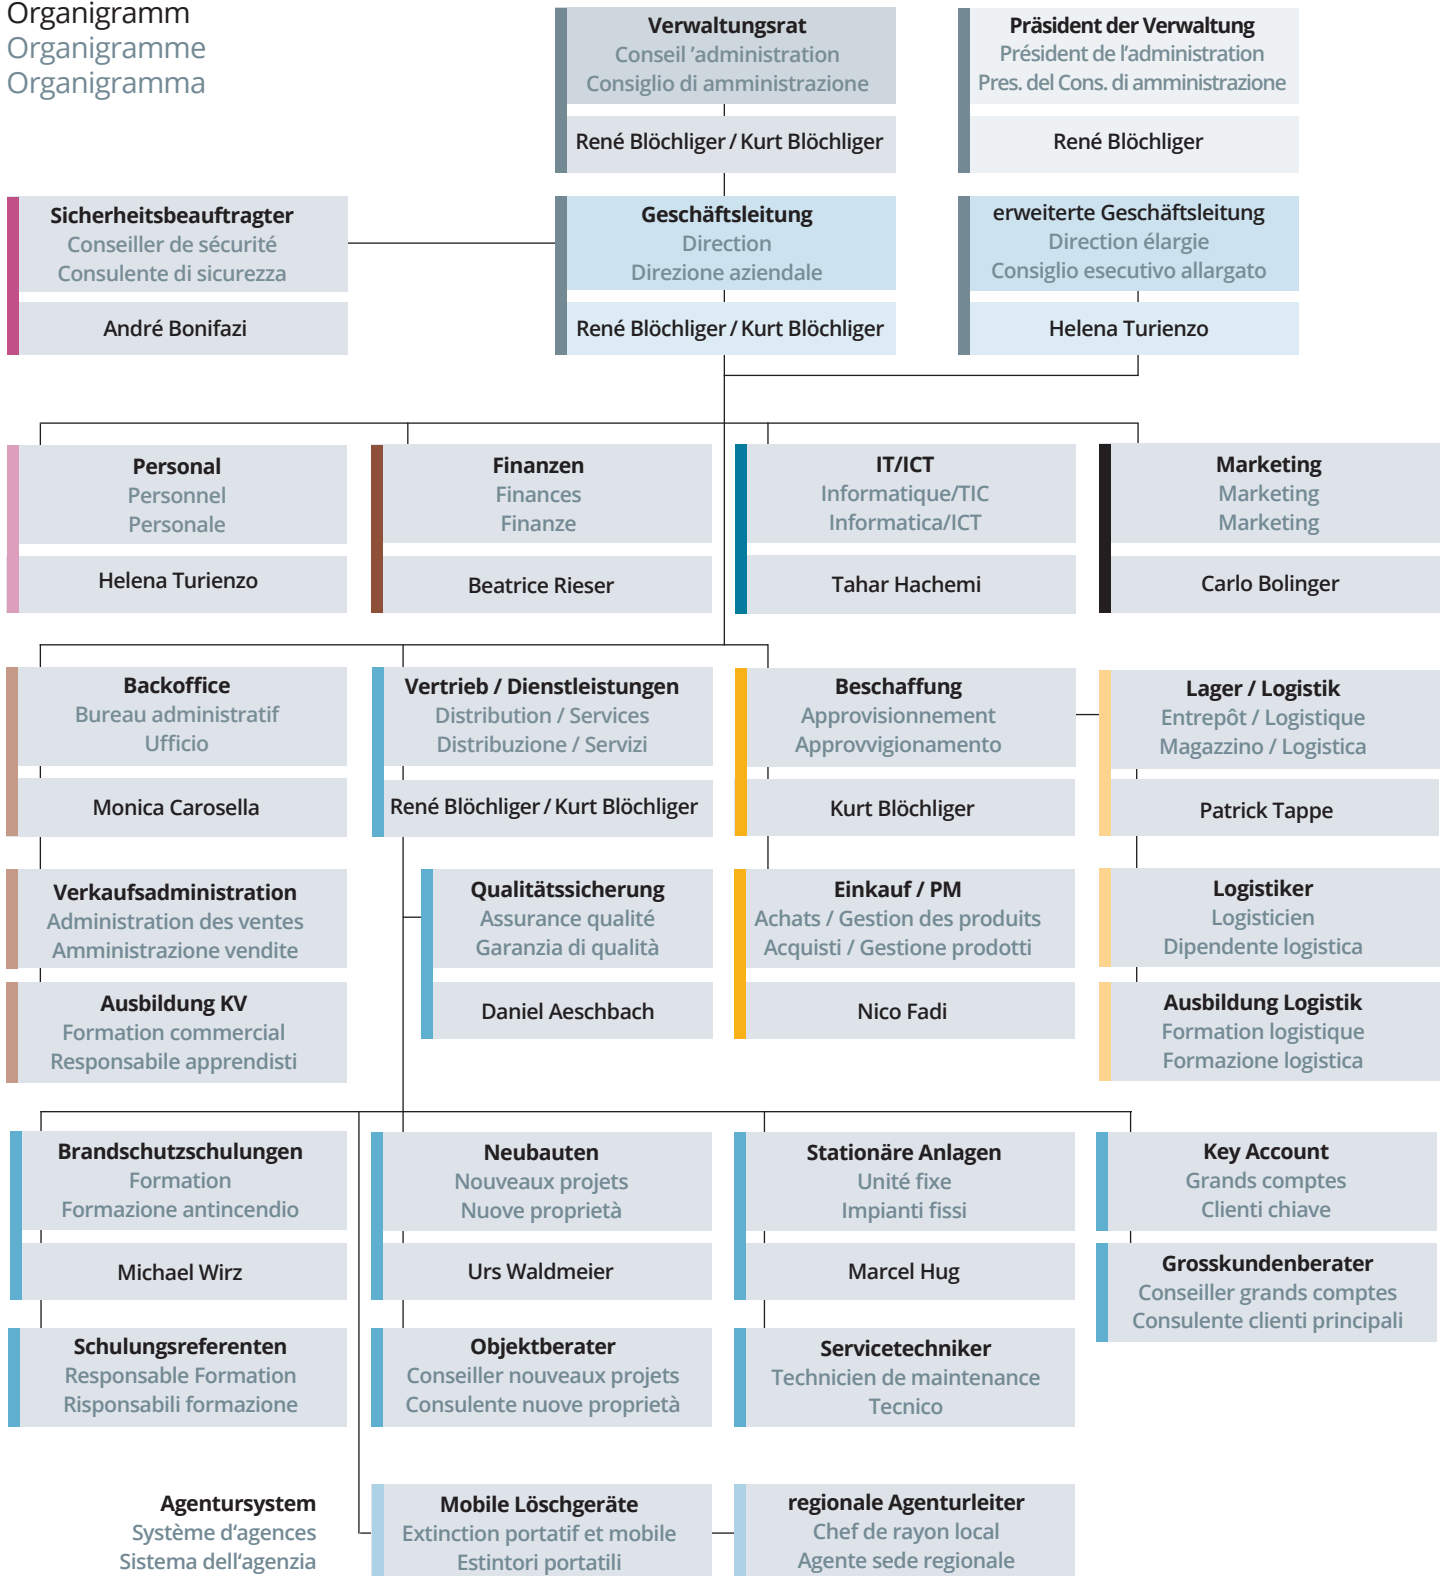 Organigramm
Organigramme
Organigramma
Verwaltungsrat
Conseil ’administration
Consiglio di amministrazione
René Blöchliger / Kurt Blöchliger
Präsident der Verwaltung
Président de l’administration
Pres. del Cons. di amministrazione
René Blöchliger
Sicherheitsbeauftragter
Conseiller de sécurité
Consulente di sicurezza
André Bonifazi
Geschäftsleitung
Direction
Direzione aziendale
René Blöchliger / Kurt Blöchliger
erweiterte Geschäftsleitung
Direction élargie
Consiglio esecutivo allargato
Helena Turienzo
Personal
Personnel
Personale
Helena Turienzo
Finanzen
Finances
Finanze
Beatrice Rieser
IT/ICT
Informatique/TIC
Informatica/ICT
Tahar Hachemi
Marketing
Marketing
Marketing
Carlo Bolinger
Backoffice
Bureau administratif
Ufficio
Monica Carosella
Vertrieb / Dienstleistungen
Distribution / Services
Distribuzione / Servizi
René Blöchliger / Kurt Blöchliger
Beschaffung
Approvisionnement
Approvvigionamento
Kurt Blöchliger
Lager / Logistik
Entrepôt / Logistique
Magazzino / Logistica
Patrick Tappe
Verkaufsadministration
Administration des ventes
Amministrazione vendite
Qualitätssicherung
Assurance qualité
Garanzia di qualità
Daniel Aeschbach
Einkauf / PM
Achats / Gestion des produits
Acquisti / Gestione prodotti
Nico Fadi
Logistiker
Logisticien
Dipendente logistica
Ausbildung KV
Formation commercial
Responsabile apprendisti
Ausbildung Logistik
Formation logistique
Formazione logistica
Brandschutzschulungen
Formation
Formazione antincendio
Michael Wirz
Neubauten
Nouveaux projets
Nuove proprietà
Urs Waldmeier
Stationäre Anlagen
Unité fixe
Impianti fissi
Marcel Hug
Key Account
Grands comptes
Clienti chiave
Grosskundenberater
Conseiller grands comptes
Consulente clienti principali
Schulungsreferenten
Responsable Formation
Risponsabili formazione
Objektberater
Conseiller nouveaux projets
Consulente nuove proprietà
Servicetechniker
Technicien de maintenance
Tecnico
Agentursystem
Système d‘agences
Sistema dell‘agenzia
Mobile Löschgeräte
Extinction portatif et mobile
Estintori portatili
regionale Agenturleiter
Chef de rayon local
Agente sede regionale